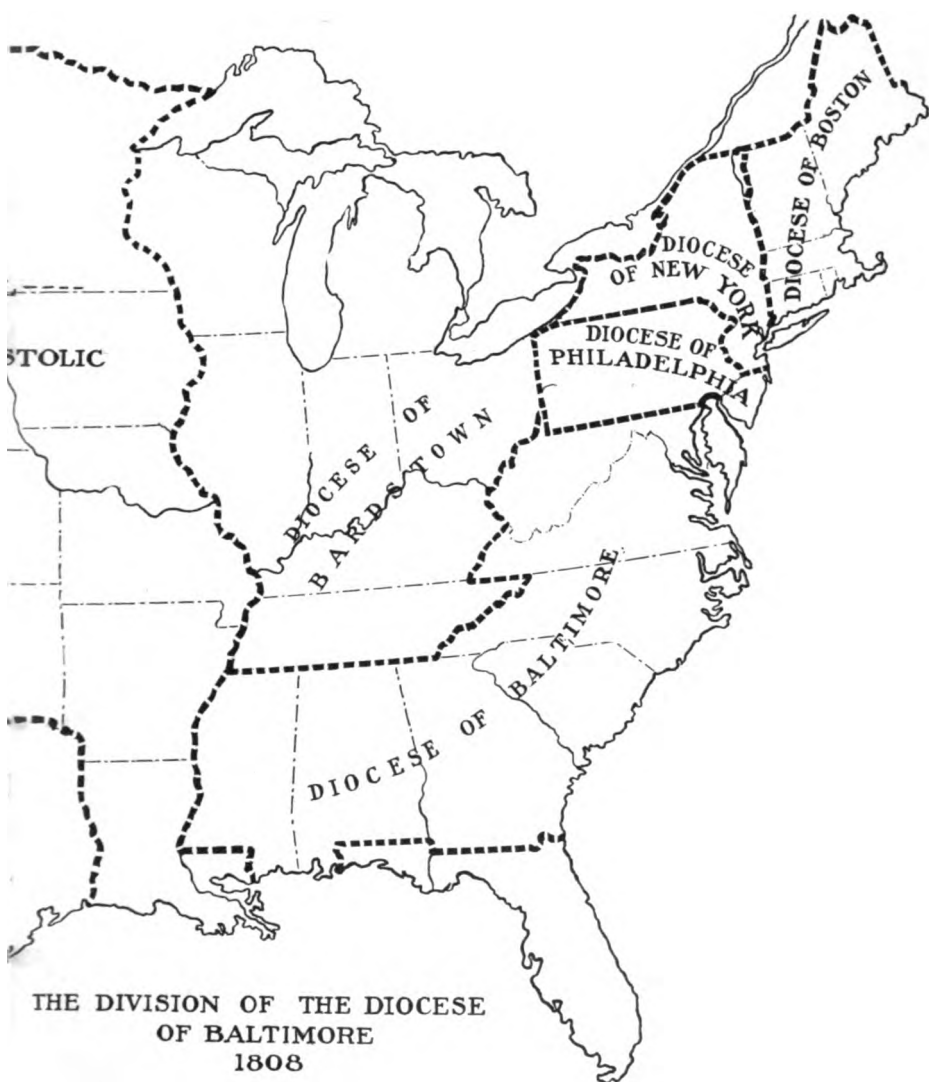 DIOCESE OF BOSTON
DIOCESE
OF NEW YORK
DIOCESE OF
PHILADELPHIA
STOLIC
DIOCESE OF
BARDSTOWN
DIOCESE OF BALTIMORE
THE DIVISION OF THE DIOCESE
OF BALTIMORE
1808